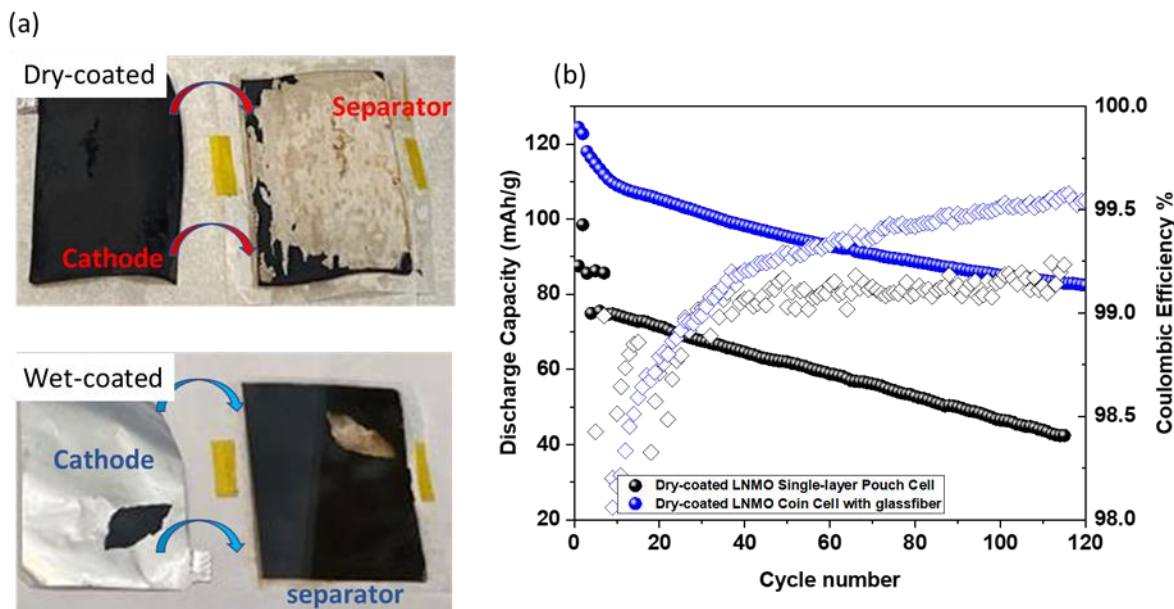 (a)
Dry-coated
Separator
Cathode
Wet-coated
Cathode
separator
(b)
Discharge Capacity (mAh/g)
120
100
80
60
40
20
0
20
40
60
80
100
120
Cycle number
100.0
99.5
99.0
98.5
98.0
Coulombic Efficiency %
Dry-coated LNMO Single-layer Pouch Cell
Dry-coated LNMO Coin Cell with glassfiber